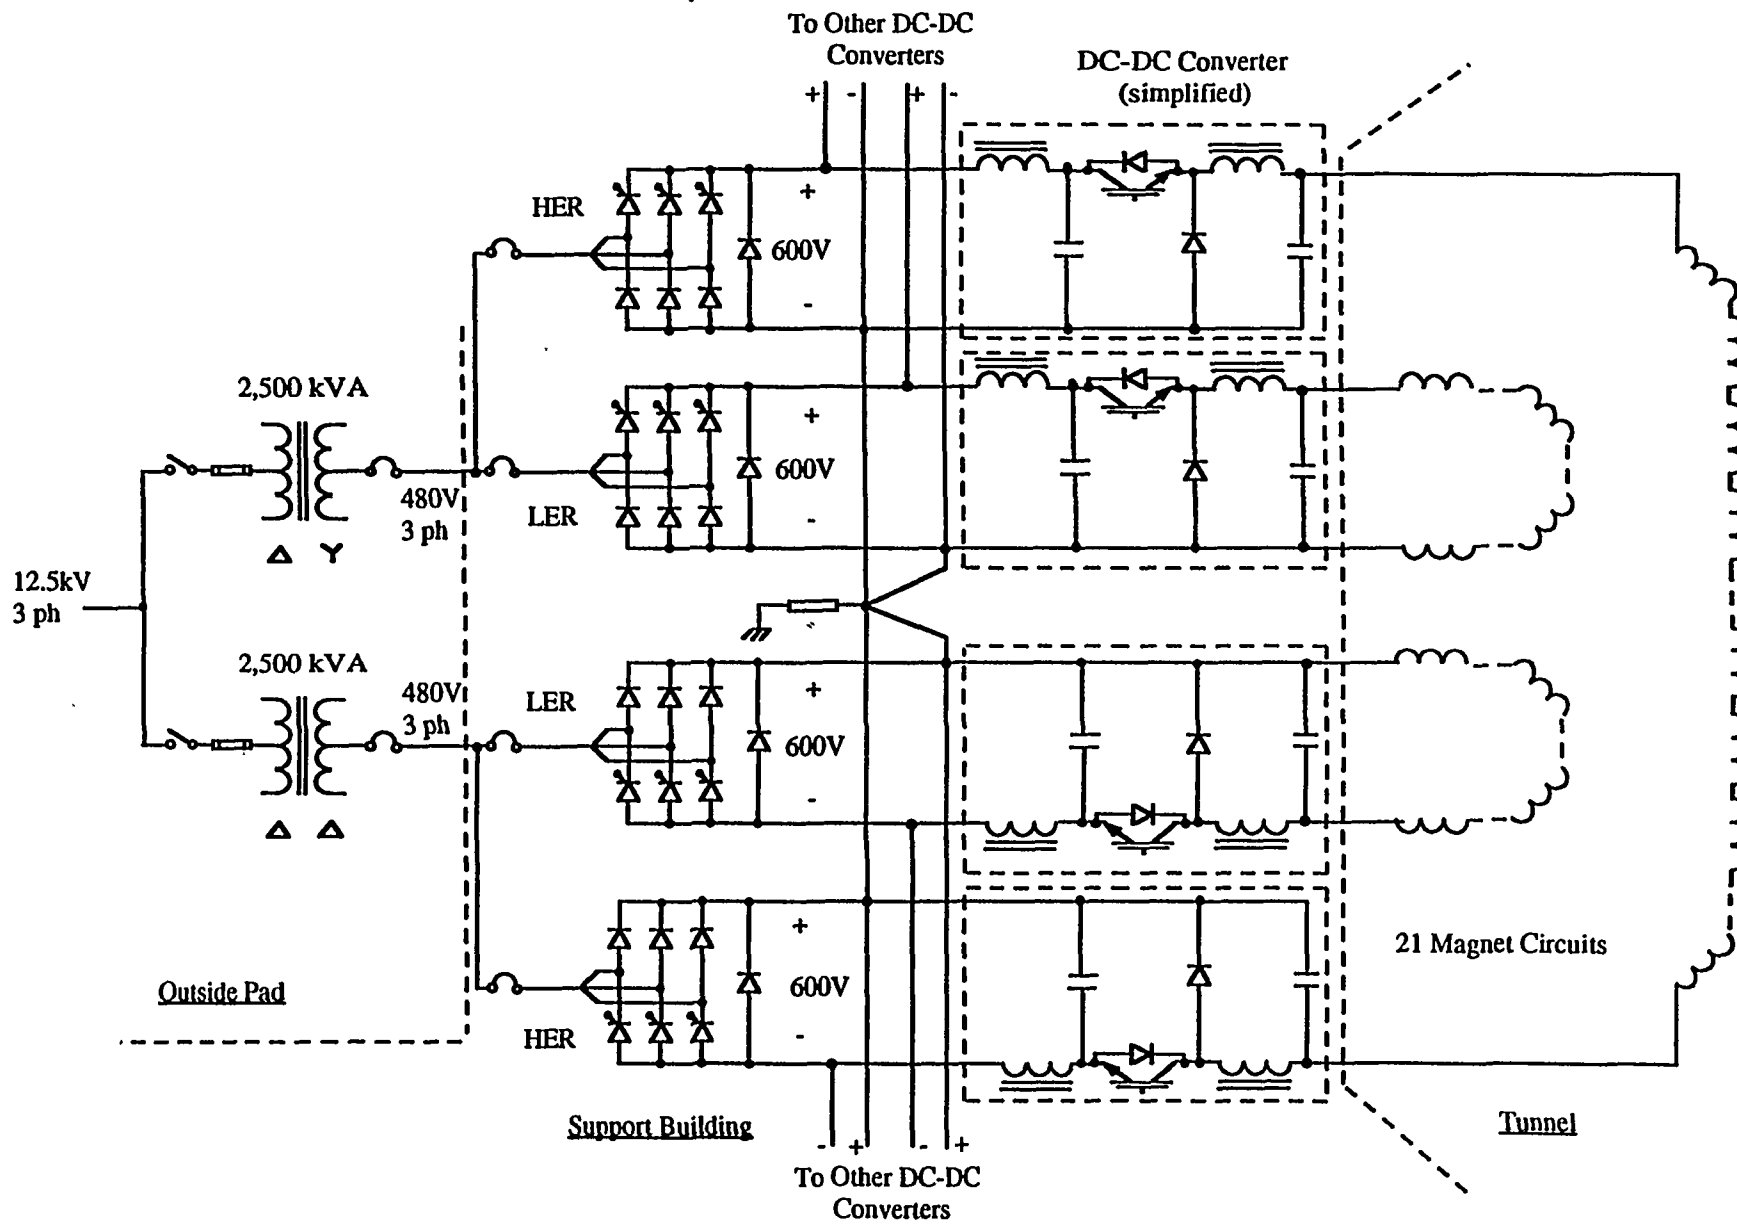 To Other DC-DC
Converters
+ - + -
DC-DC Converter
(simplified)
HER
+
600V
-
2,500 kVA
480V
3 ph
LER
+
600V
-
12.5kV
3 ph
2,500 kVA
480V
3 ph
LER
+
600V
-
HER
+
600V
-
21 Magnet Circuits
Outside Pad
Support Building
Tunnel
- + - +
To Other DC-DC
Converters